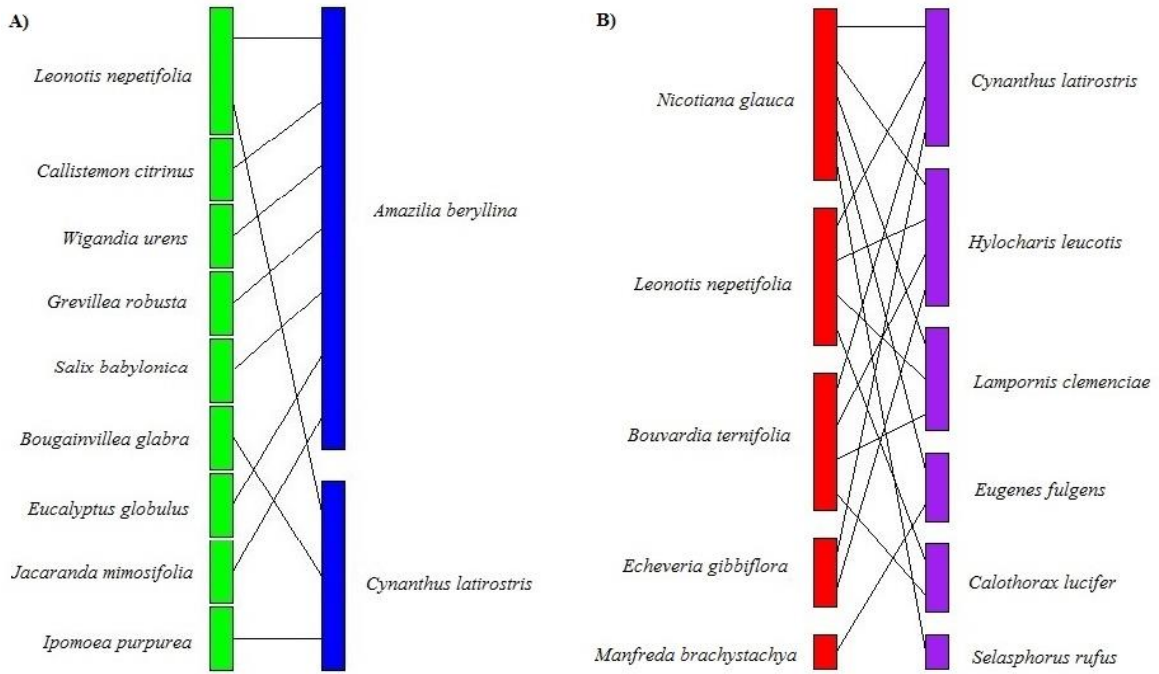 A)
Leonotis nepetifolia
Callistemon citrinus
Wigandia urens
Grevillea robusta
Salix babylonica
Bougainvillea glabra
Eucalyptus globulus
Jacaranda mimosifolia
Ipomoea purpurea
Amazilia beryllina
Cynanthus latirostris
B)
Nicotiana glauca
Leonotis nepetifolia
Bouvardia ternifolia
Echeveria gibbiflora
Manfreda brachystachya
Cynanthus latirostris
Hylocharis leucotis
Lampornis clemenciae
Eugenes fulgens
Calothorax lucifer
Selasphorus rufus